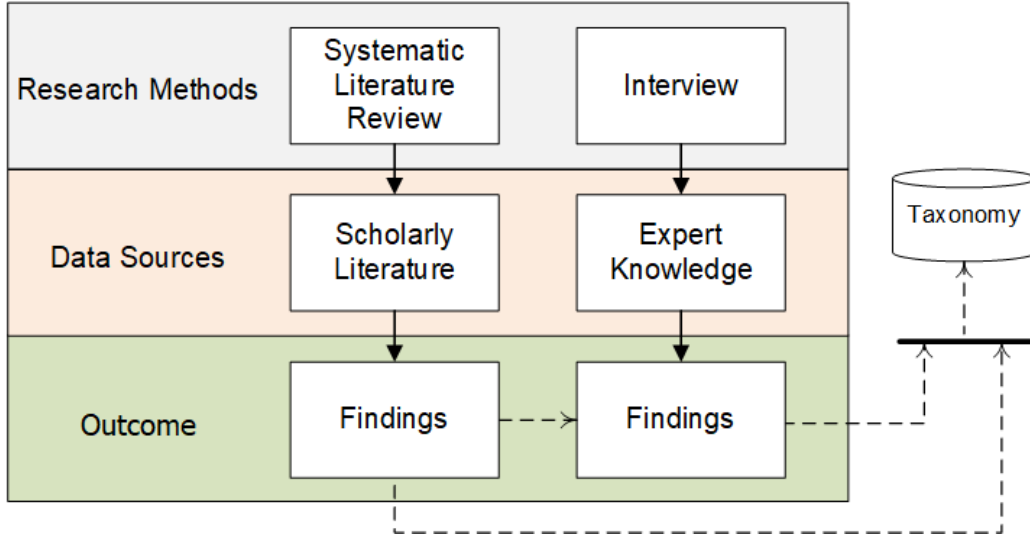 Research Methods
Systematic
Literature
Review
Interview
Data Sources
Scholarly
Literature
Expert
Knowledge
Taxonomy
Outcome
Findings
Findings